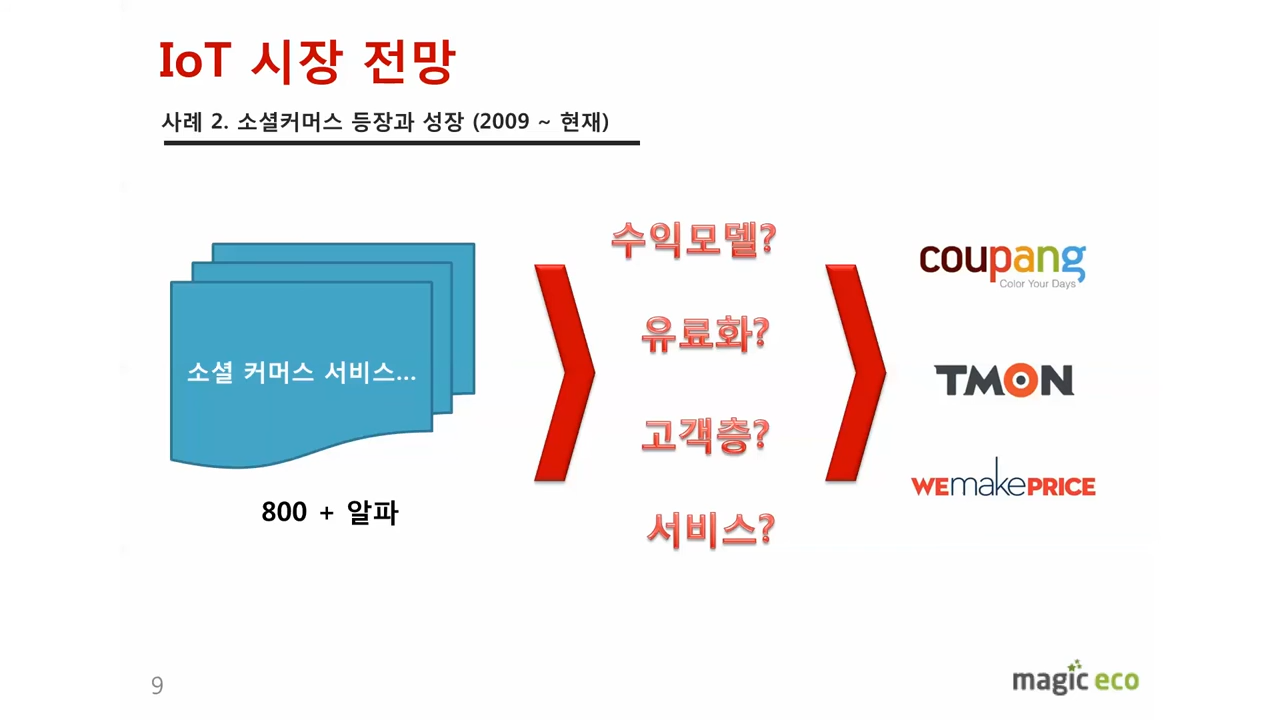 IoT 시장 전망
사례 2. 소셜커머스 등장과 성장 (2009 ~ 현재)
소셜 커머스 서비스...
800 + 알파
수익모델?
유료화?
고객층?
서비스?
coupang
Color Your Days
TMON
WEmakePRICE
9
magic eco